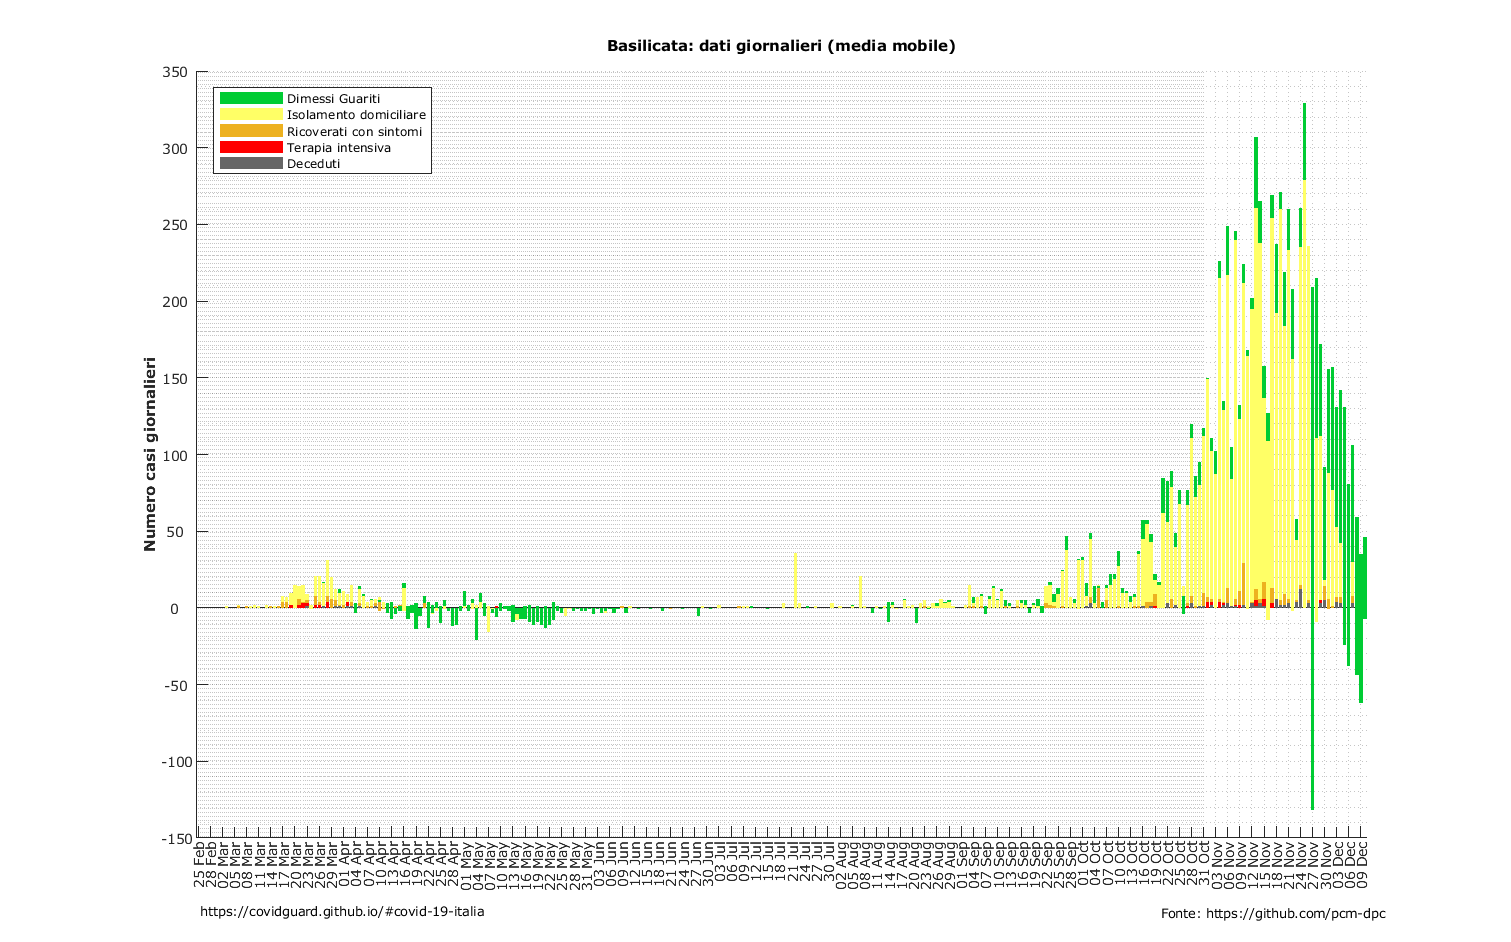 Basilicata: dati giornalieri (media mobile)
Numero casi giornalieri
350
300
250
200
150
100
50
0
-50
-100
-150
Dimessi Guariti
Isolamento domiciliare
Ricoverati con sintomi
Terapia intensiva
Deceduti
25 Feb
28 Feb
02 Mar
05 Mar
08 Mar
11 Mar
14 Mar
17 Mar
20 Mar
23 Mar
26 Mar
29 Mar
01 Apr
04 Apr
07 Apr
10 Apr
13 Apr
16 Apr
19 Apr
22 Apr
25 Apr
28 Apr
01 May
04 May
07 May
10 May
13 May
16 May
19 May
22 May
25 May
28 May
31 May
03 Jun
06 Jun
09 Jun
12 Jun
15 Jun
18 Jun
21 Jun
24 Jun
27 Jun
30 Jun
03 Jul
06 Jul
09 Jul
12 Jul
15 Jul
18 Jul
21 Jul
24 Jul
27 Jul
30 Jul
02 Aug
05 Aug
08 Aug
11 Aug
14 Aug
17 Aug
20 Aug
23 Aug
26 Aug
29 Aug
01 Sep
04 Sep
07 Sep
10 Sep
13 Sep
16 Sep
19 Sep
22 Sep
25 Sep
28 Sep
01 Oct
04 Oct
07 Oct
10 Oct
13 Oct
16 Oct
19 Oct
22 Oct
25 Oct
28 Oct
31 Oct
03 Nov
06 Nov
09 Nov
12 Nov
15 Nov
18 Nov
21 Nov
24 Nov
27 Nov
30 Nov
03 Dec
06 Dec
09 Dec
https://covidguard.github.io/#covid-19-italia
Fonte: https://github.com/pcm-dpc